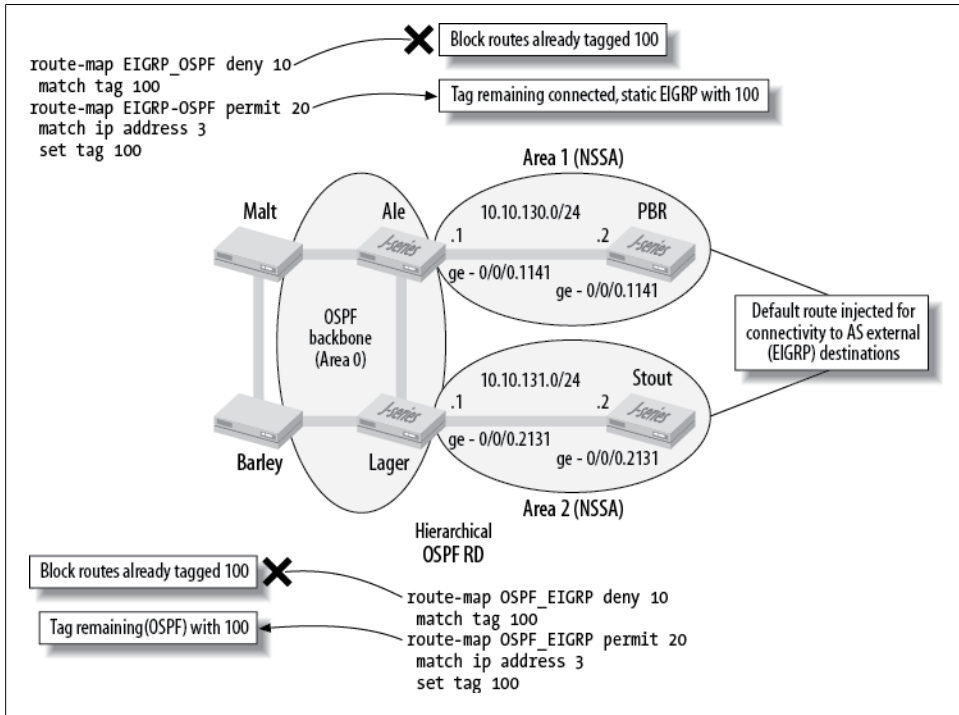 Block routes already tagged 100
route-map EIGRP_OSPF deny 10
match tag 100
route-map EIGRP-OSPF permit 20
match ip address 3
set tag 100
Tag remaining connected, static EIGRP with 100
Area 1 (NSSA)
Malt
Ale
10.10.130.0/24
PBR
J-series
J-series
.1
.2
ge - 0/0/0.1141
ge - 0/0/0.1141
OSPF
backbone
(Area 0)
Default route injected for
connectivity to AS external
(EIGRP) destinations
10.10.131.0/24
Stout
.1
.2
J-series
J-series
ge - 0/0/0.2131
ge - 0/0/0.2131
Barley
Lager
Area 2 (NSSA)
Hierarchical
OSPF RD
Block routes already tagged 100
Tag remaining(OSPF) with 100
route-map OSPF_EIGRP deny 10
match tag 100
route-map OSPF_EIGRP permit 20
match ip address 3
set tag 100